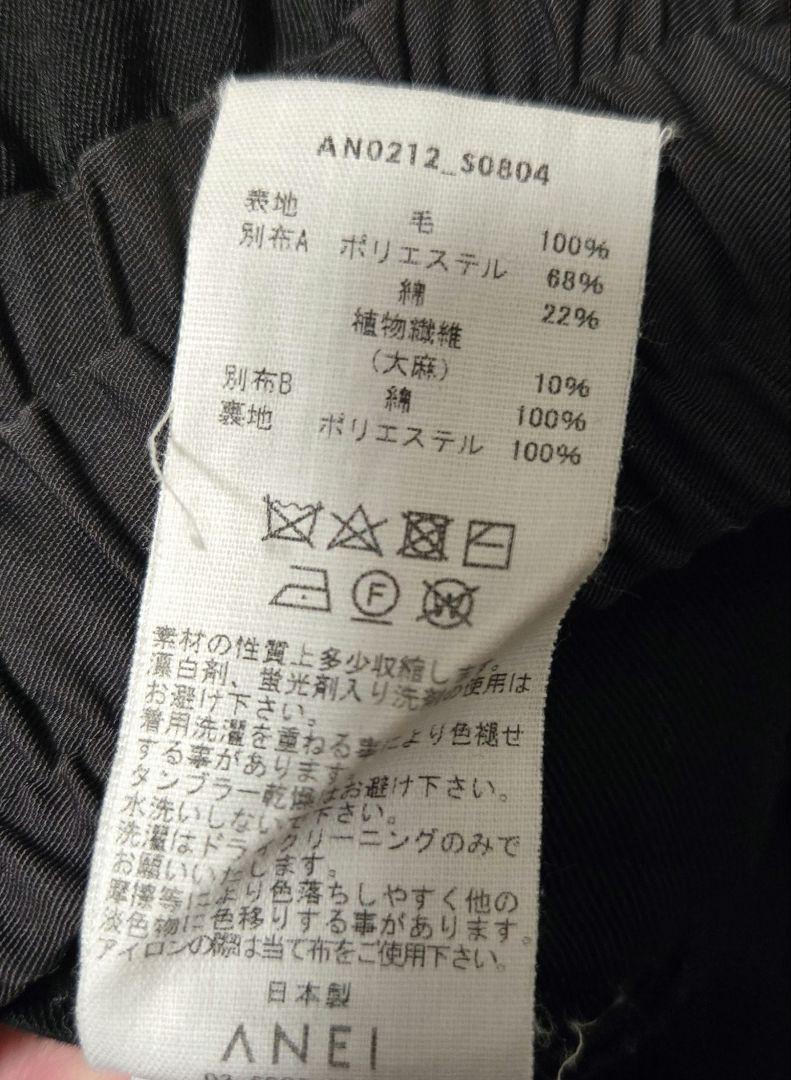 AN0212_S0804
表地 毛 100%
別布A ポリエステル 68%
綿 22%
植物繊維
(大麻) 10%
別布B 綿 100%
裏地 ポリエステル 100%
F
W
素材の性質上多少収縮します。
漂白剤、蛍光剤入り洗剤の使用は
お避け下さい。
着用洗濯を重ねる事により色褪せ
する事があります。
タンブラー乾燥はお避け下さい。
水洗いしないで下さい。
洗濯はドライクリーニングのみで
お願いいたします。
摩擦等により色落ちしやすく他の
淡色物に色移りする事があります。
アイロンの際は当て布をご使用下さい。
日本製
ANEI